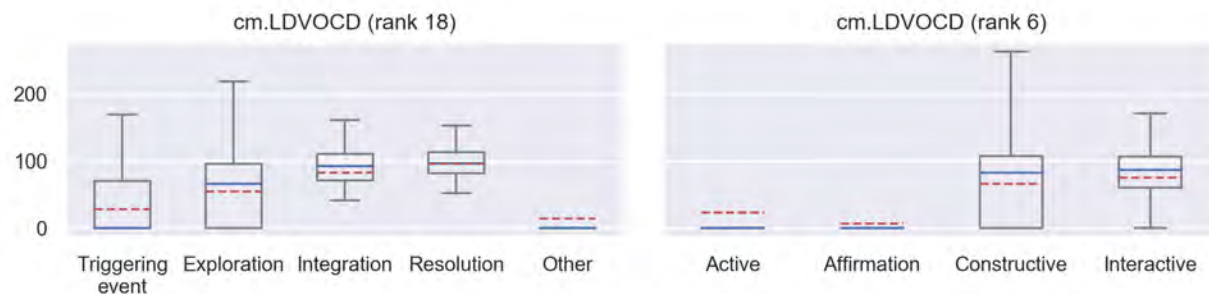 cm.LDVOCD (rank 18)
200
100
0
Triggering event
Exploration
Integration
Resolution
Other
cm.LDVOCD (rank 6)
Active
Affirmation
Constructive
Interactive